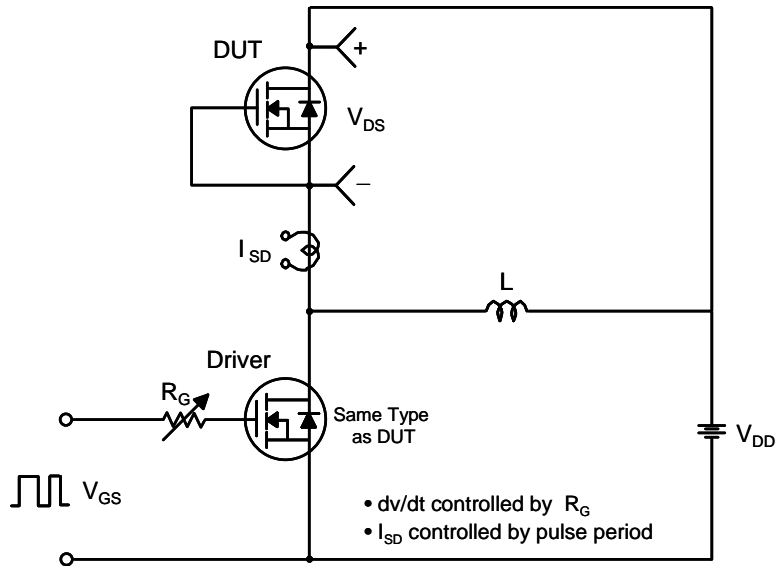 DUT
+
V_DS
−
I_SD
L
Driver
R_G
Same Type
as DUT
V_DD
V_GS
• dv/dt controlled by R_G
• I_SD controlled by pulse period